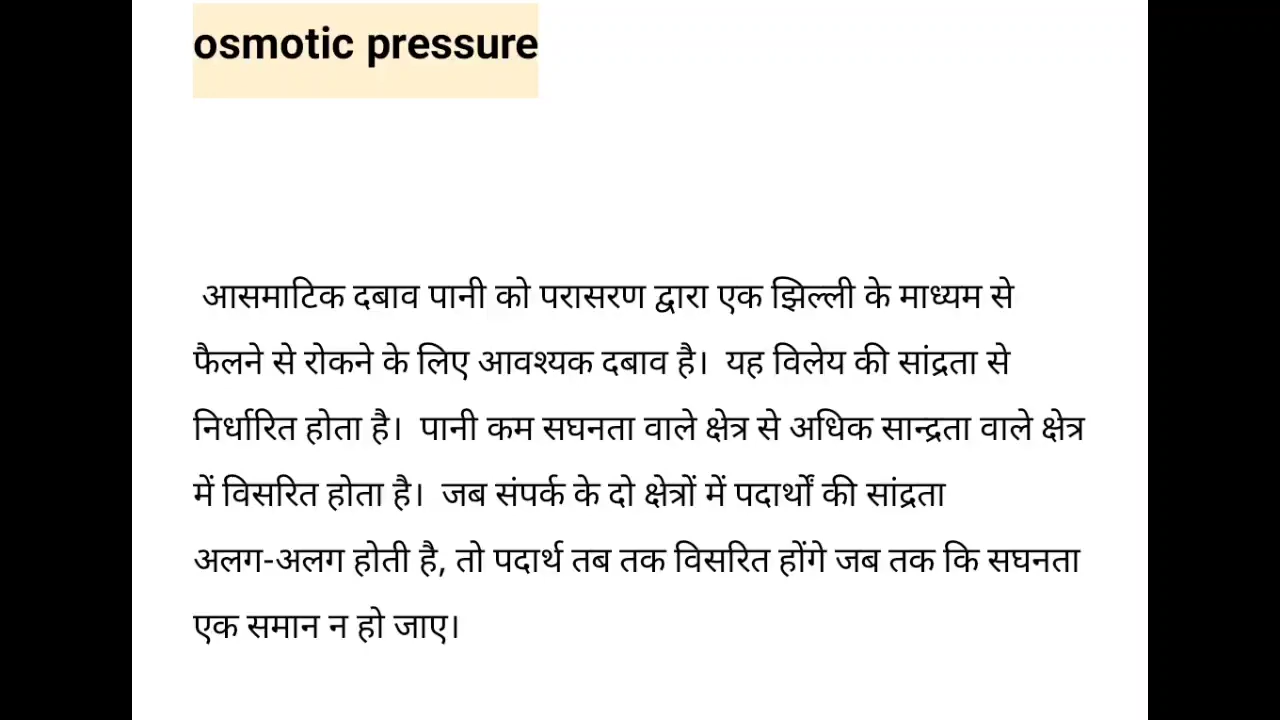 osmotic pressure
आसमाटिक दबाव पानी को परासरण द्वारा एक झिल्ली के माध्यम से
फैलने से रोकने के लिए आवश्यक दबाव है। यह विलेय की सांद्रता से
निर्धारित होता है। पानी कम सघनता वाले क्षेत्र से अधिक सान्द्रता वाले क्षेत्र
में विसरित होता है। जब संपर्क के दो क्षेत्रों में पदार्थों की सांद्रता
अलग-अलग होती है, तो पदार्थ तब तक विसरित होंगे जब तक कि सघनता
एक समान न हो जाए।